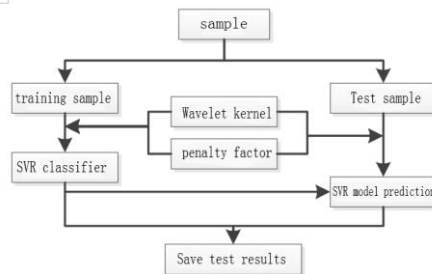 sample
training sample
Test sample
Wavelet kernel
penalty factor
SVR classifier
SVR model prediction
Save test results